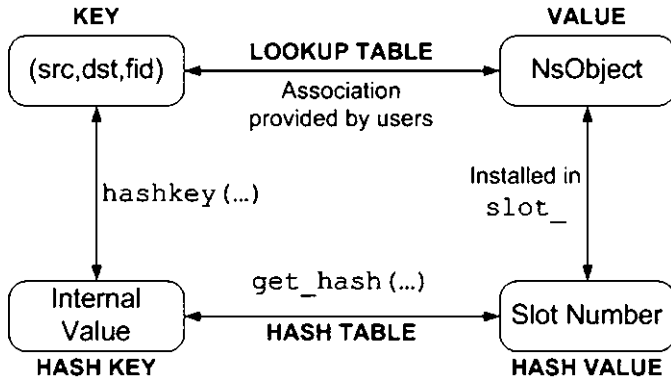 KEY
VALUE
(src,dst,fid)
LOOKUP TABLE
NsObject
Association
provided by users
hashkey(…)
Installed in
slot_
Internal
Value
get_hash(…)
HASH TABLE
Slot Number
HASH KEY
HASH VALUE